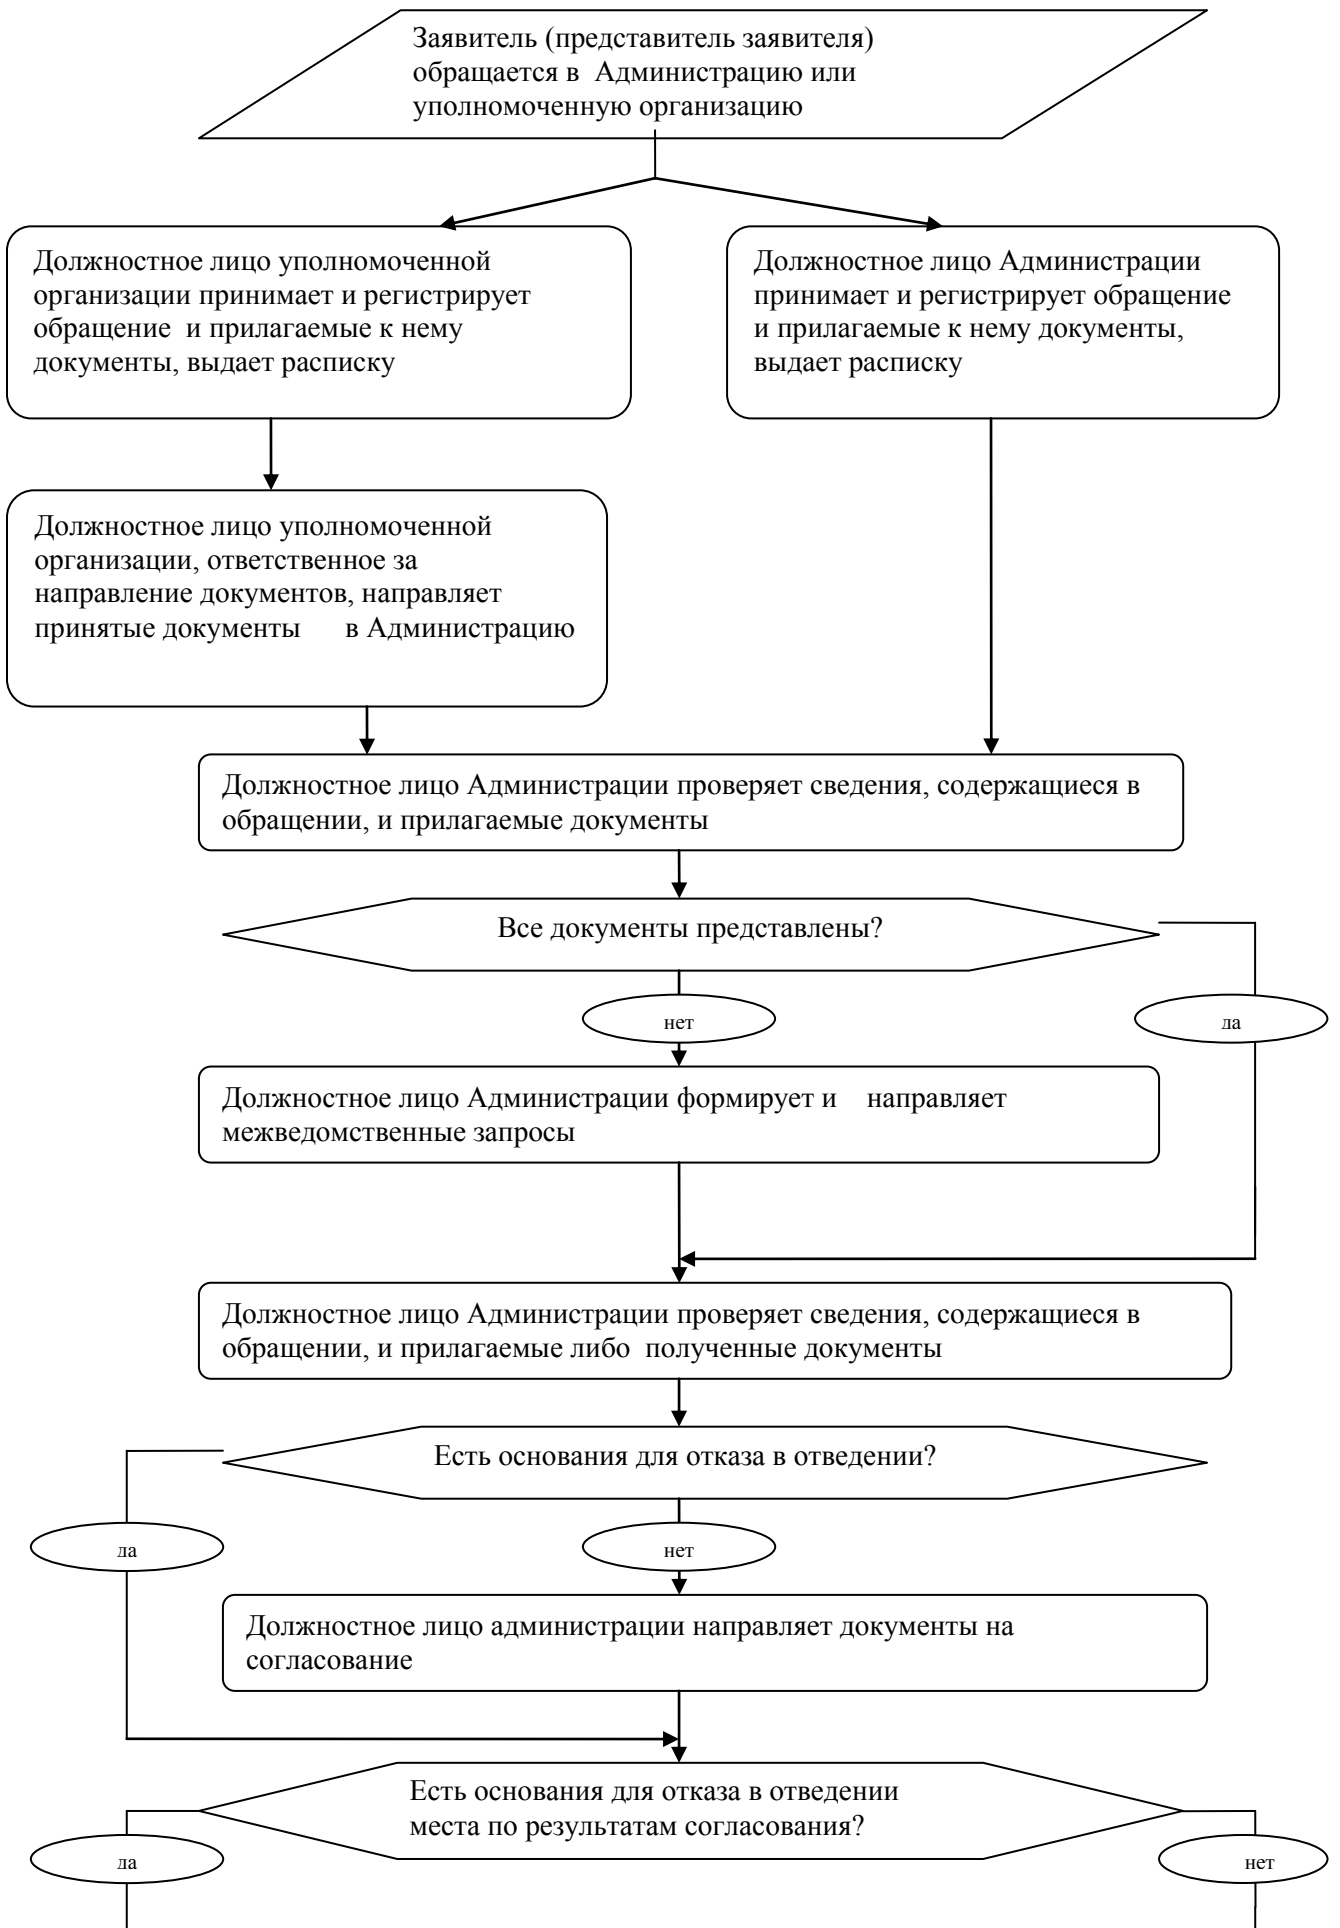 Заявитель (представитель заявителя)
обращается в Администрацию или
уполномоченную организацию
Должностное лицо уполномоченной
организации принимает и регистрирует
обращение и прилагаемые к нему
документы, выдает расписку
Должностное лицо Администрации
принимает и регистрирует обращение
и прилагаемые к нему документы,
выдает расписку
Должностное лицо уполномоченной
организации, ответственное за
направление документов, направляет
принятые документы в Администрацию
Должностное лицо Администрации проверяет сведения, содержащиеся в
обращении, и прилагаемые документы
Все документы представлены?
нет
да
Должностное лицо Администрации формирует и направляет
межведомственные запросы
Должностное лицо Администрации проверяет сведения, содержащиеся в
обращении, и прилагаемые либо полученные документы
Есть основания для отказа в отведении?
да
нет
Должностное лицо администрации направляет документы на
согласование
Есть основания для отказа в отведении
места по результатам согласования?
да
нет